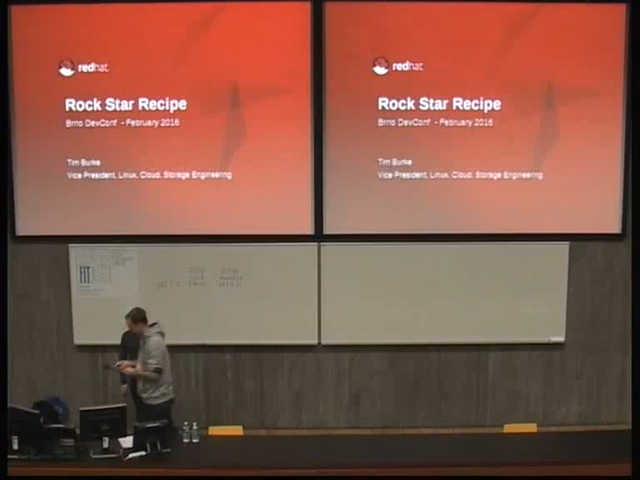 redhat.
Rock Star Recipe
Brno DevConf - February 2016
Tim Burke
Vice President, Linux, Cloud, Storage Engineering
redhat.
Rock Star Recipe
Brno DevConf - February 2016
Tim Burke
Vice President, Linux, Cloud, Storage Engineering